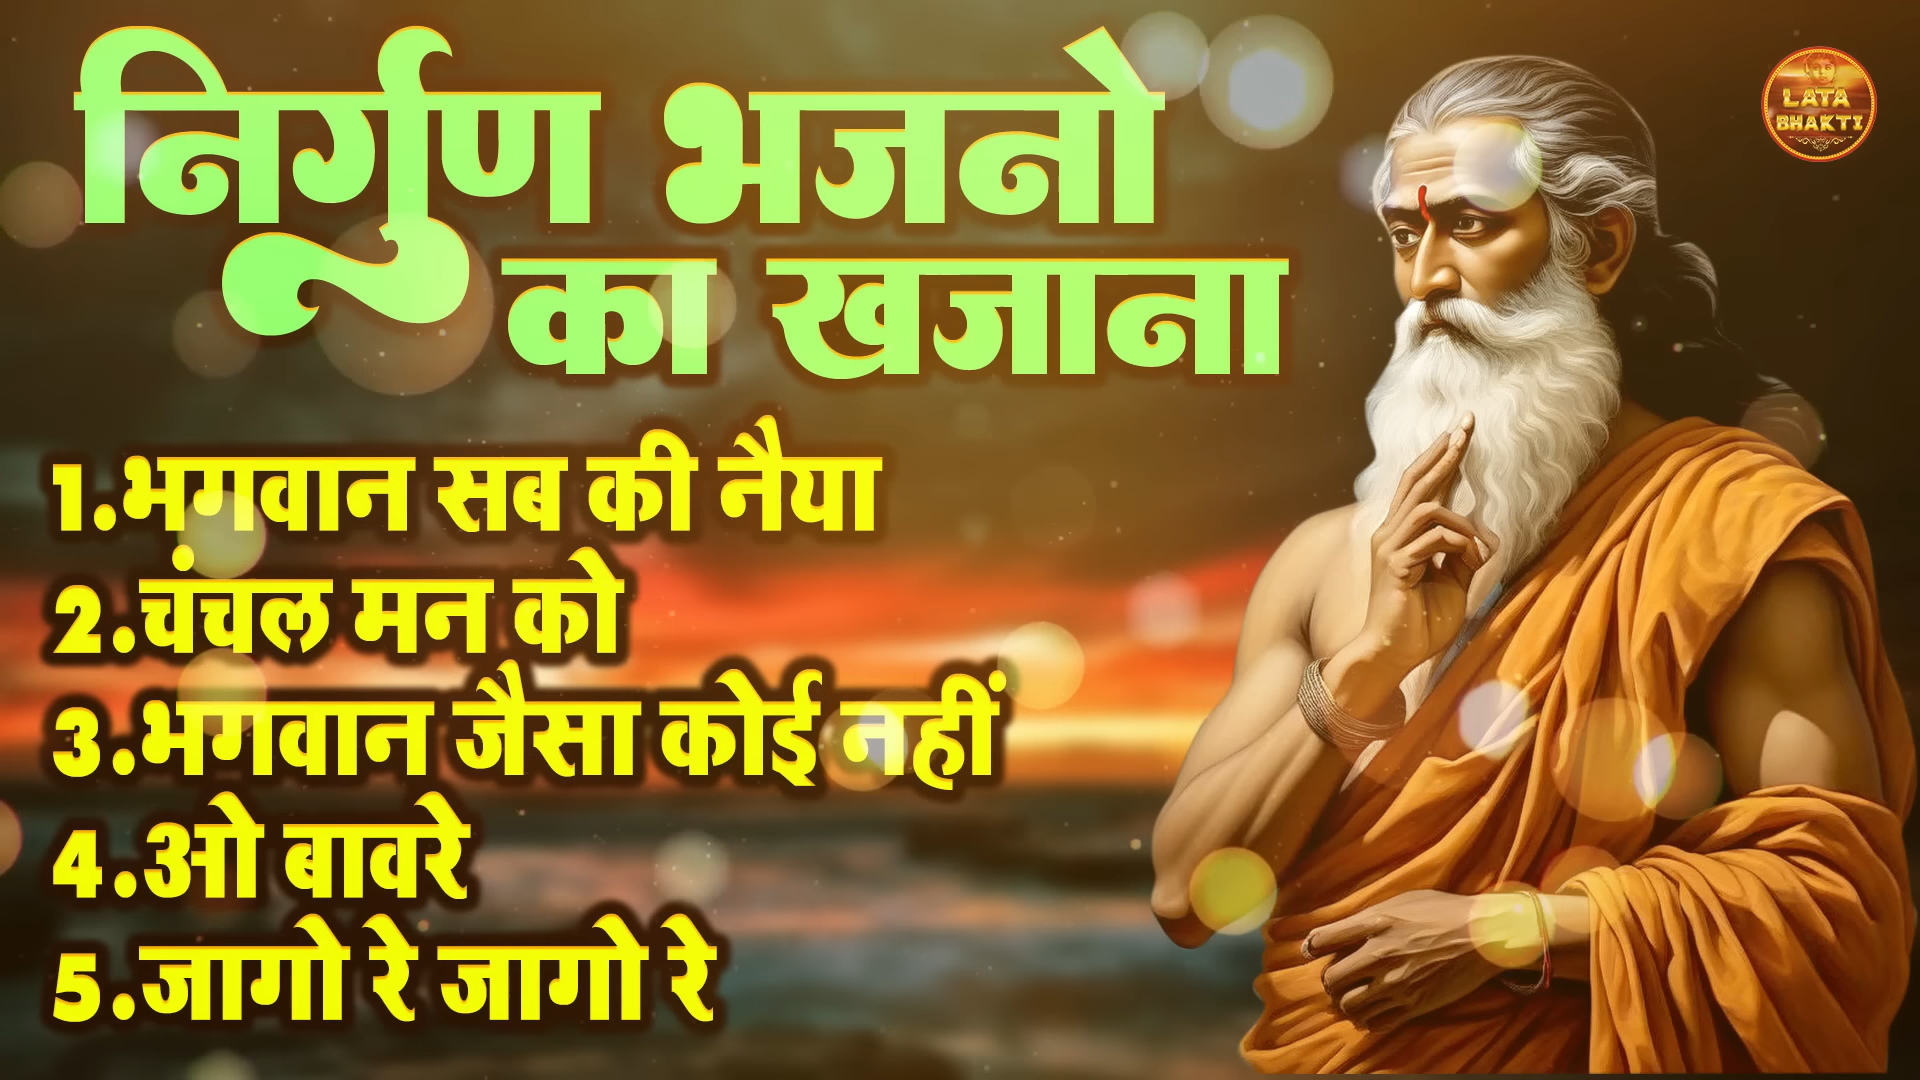 निर्गुण भजनो
का खजाना
LATA
BHAKTI
1.भगवान सब की नैया
2.चंचल मन को
3.भगवान जैसा कोई नहीं
4.ओ बावरे
5.जागो रे जागो रे